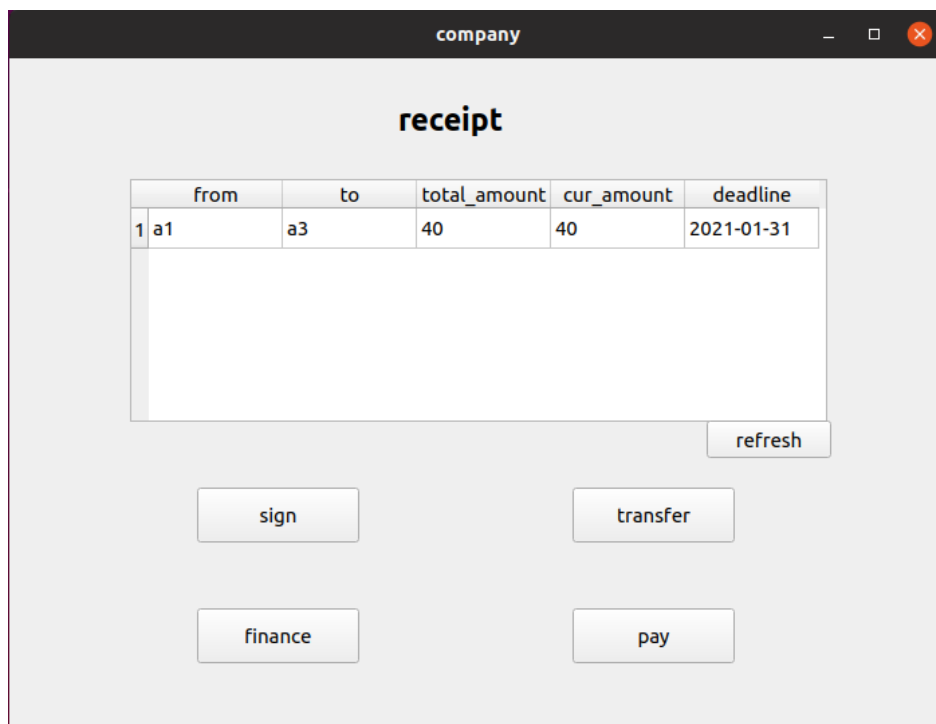 company
receipt
from to total_amount cur_amount deadline
1 a1 a3 40 40 2021-01-31
refresh
sign transfer
finance pay